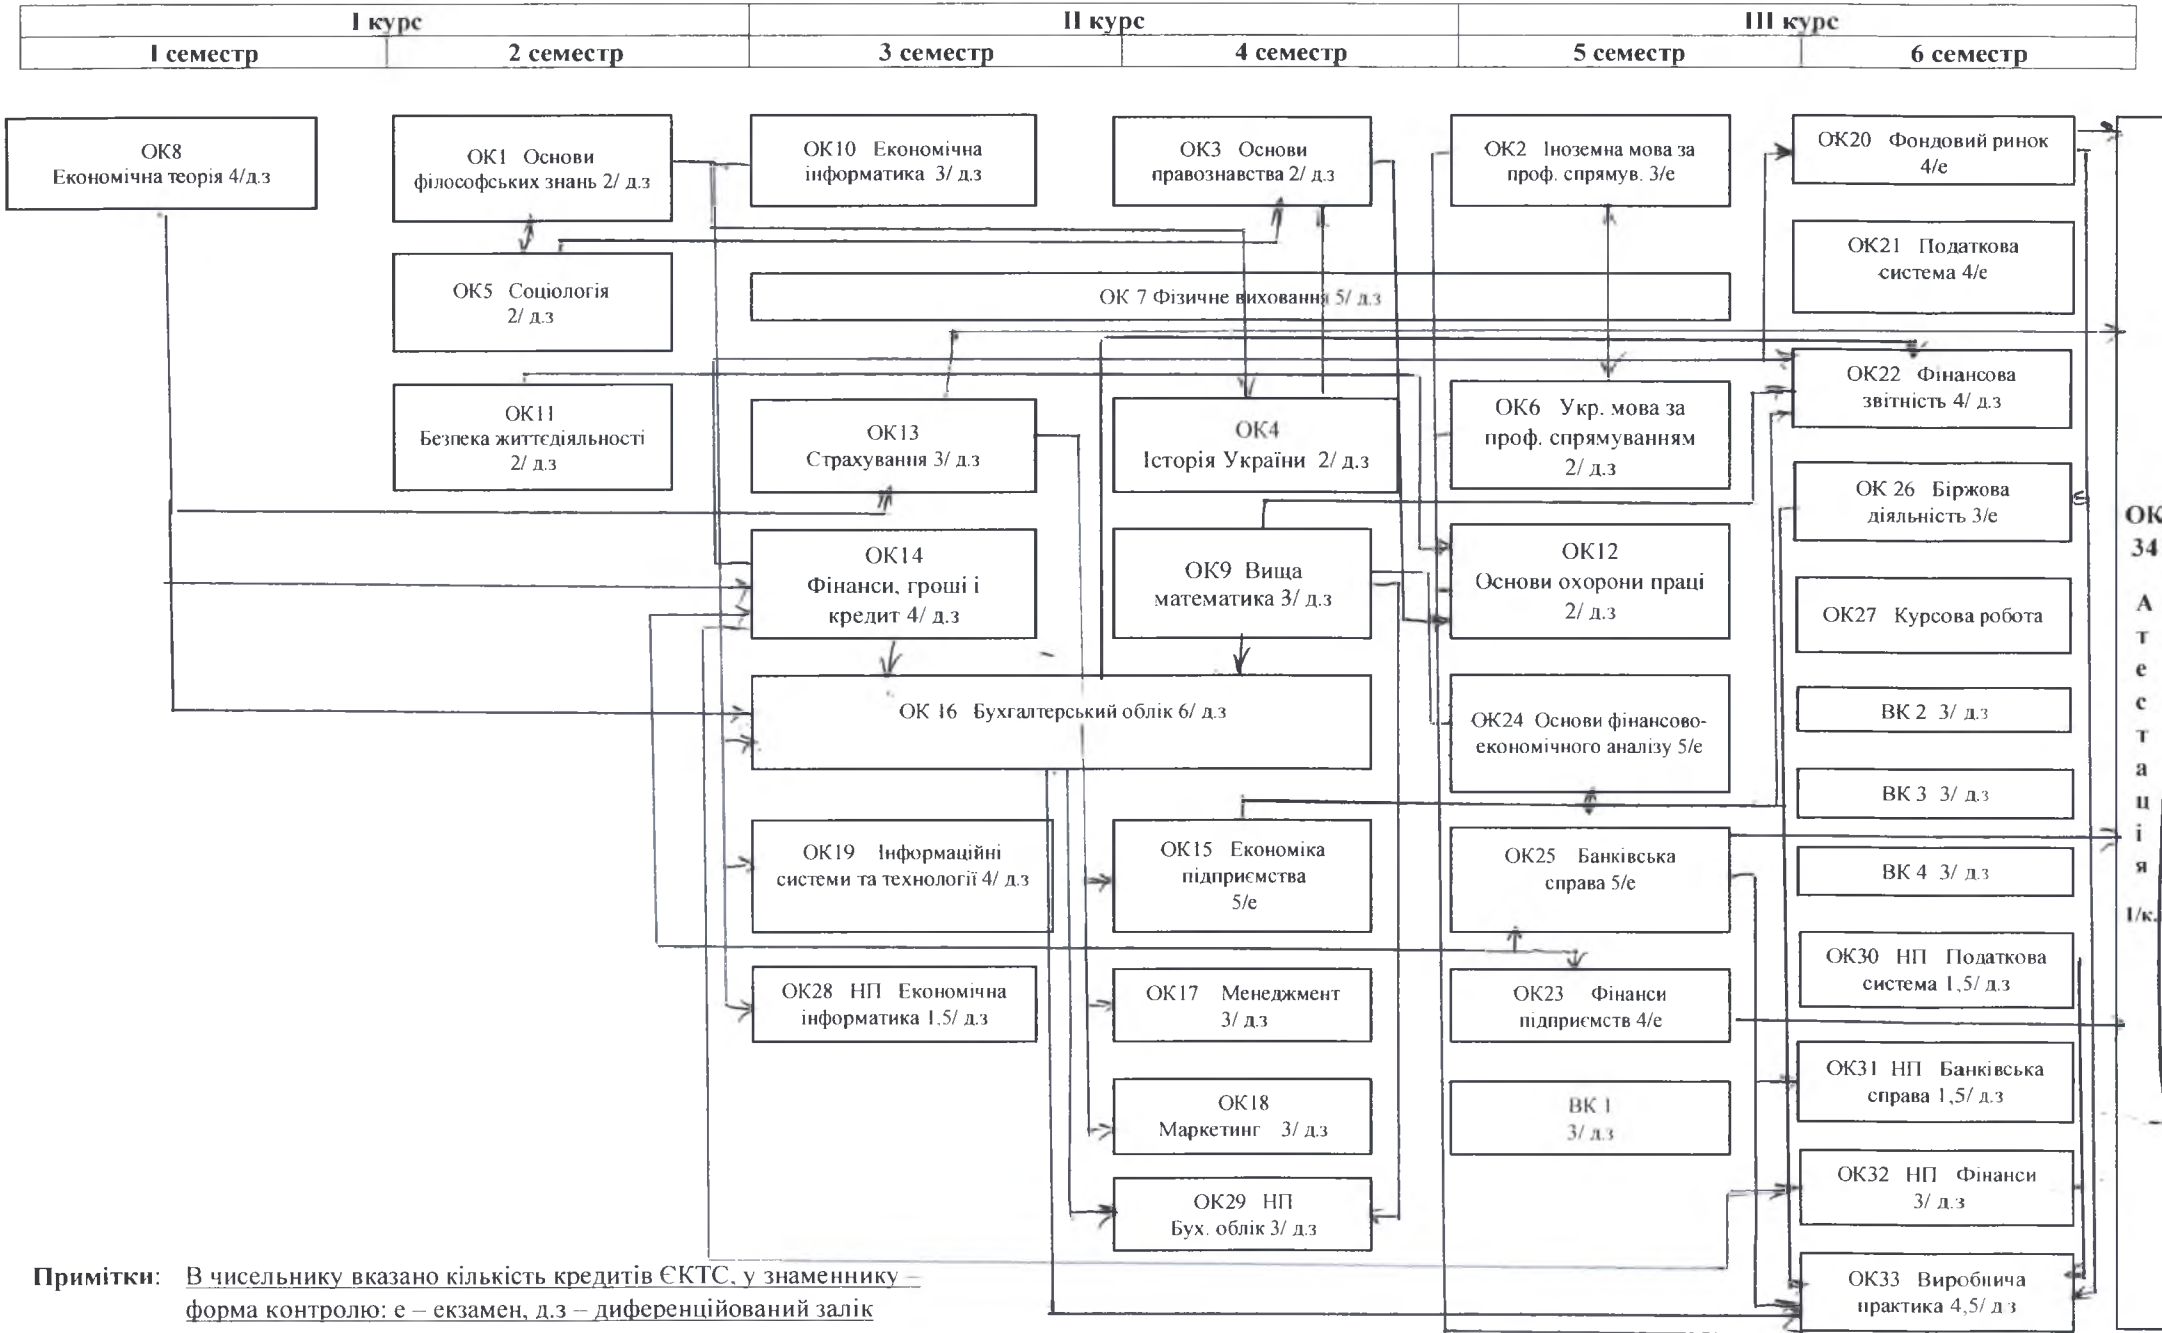 I курс
II курс
III курс
1 семестр
2 семестр
3 семестр
4 семестр
5 семестр
6 семестр
ОК8
Економічна теорія 4/д.з
ОК1 Основи
філософських знань 2/ д.з
ОК5 Соціологія
2/ д.з
ОК11
Безпека життєдіяльності
2/ д.з
ОК10 Економічна
інформатика 3/ д.з
ОК3 Основи
правознавства 2/ д.з
ОК2 Іноземна мова за
проф. спрямув. 3/е
ОК 7 Фізичне виховання 5/ д.з
ОК13
Страхування 3/ д.з
ОК4
Історія України 2/ д.з
ОК6 Укр. мова за
проф. спрямуванням
2/ д.з
ОК14
Фінанси, гроші і
кредит 4/ д.з
ОК9 Вища
математика 3/ д.з
ОК12
Основи охорони праці
2/ д.з
ОК 16 Бухгалтерський облік 6/ д.з
ОК24 Основи фінансово-
економічного аналізу 5/е
ОК19 Інформаційні
системи та технології 4/ д.з
ОК15 Економіка
підприємства
5/е
ОК25 Банківська
справа 5/е
ОК28 НП Економічна
інформатика 1,5/ д.з
ОК17 Менеджмент
3/ д.з
ОК23 Фінанси
підприємств 4/е
ОК18
Маркетинг 3/ д.з
ВК 1
3/ д.з
ОК29 НП
Бух. облік 3/ д.з
ОК20 Фондовий ринок
4/е
ОК21 Податкова
система 4/е
ОК22 Фінансова
звітність 4/ д.з
ОК 26 Біржова
діяльність 3/е
ОК27 Курсова робота
ВК 2 3/ д.з
ВК 3 3/ д.з
ВК 4 3/ д.з
ОК30 НП Податкова
система 1,5/ д.з
ОК31 НП Банківська
справа 1,5/ д.з
ОК32 НП Фінанси
3/ д.з
ОК33 Виробнича
практика 4,5/ д з
ОК
34
А
т
е
с
т
а
ц
і
я
1/к.
Примітки: В чисельнику вказано кількість кредитів ЄКТС, у знаменнику –
форма контролю: е – екзамен, д.з – диференційований залік